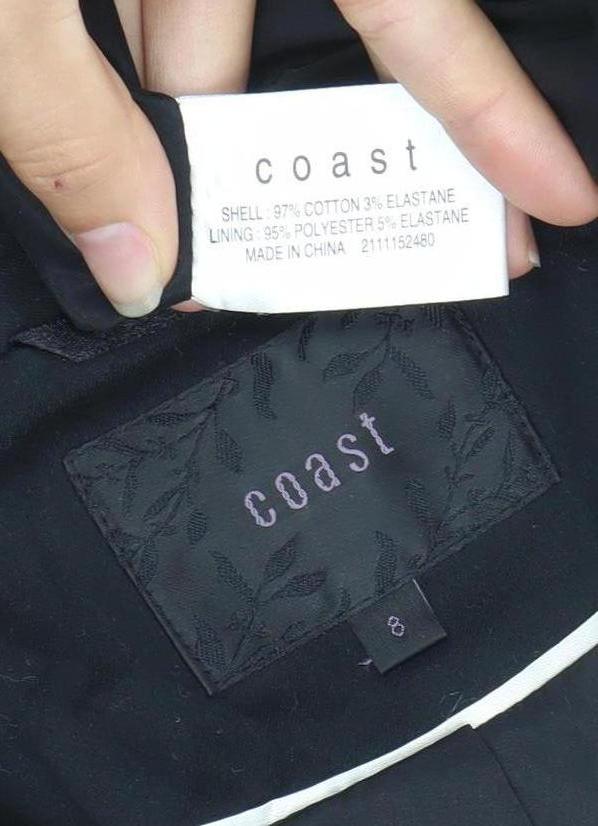 coast
SHELL : 97% COTTON 3% ELASTANE
LINING : 95% POLYESTER 5% ELASTANE
MADE IN CHINA 2111152480
coast
8